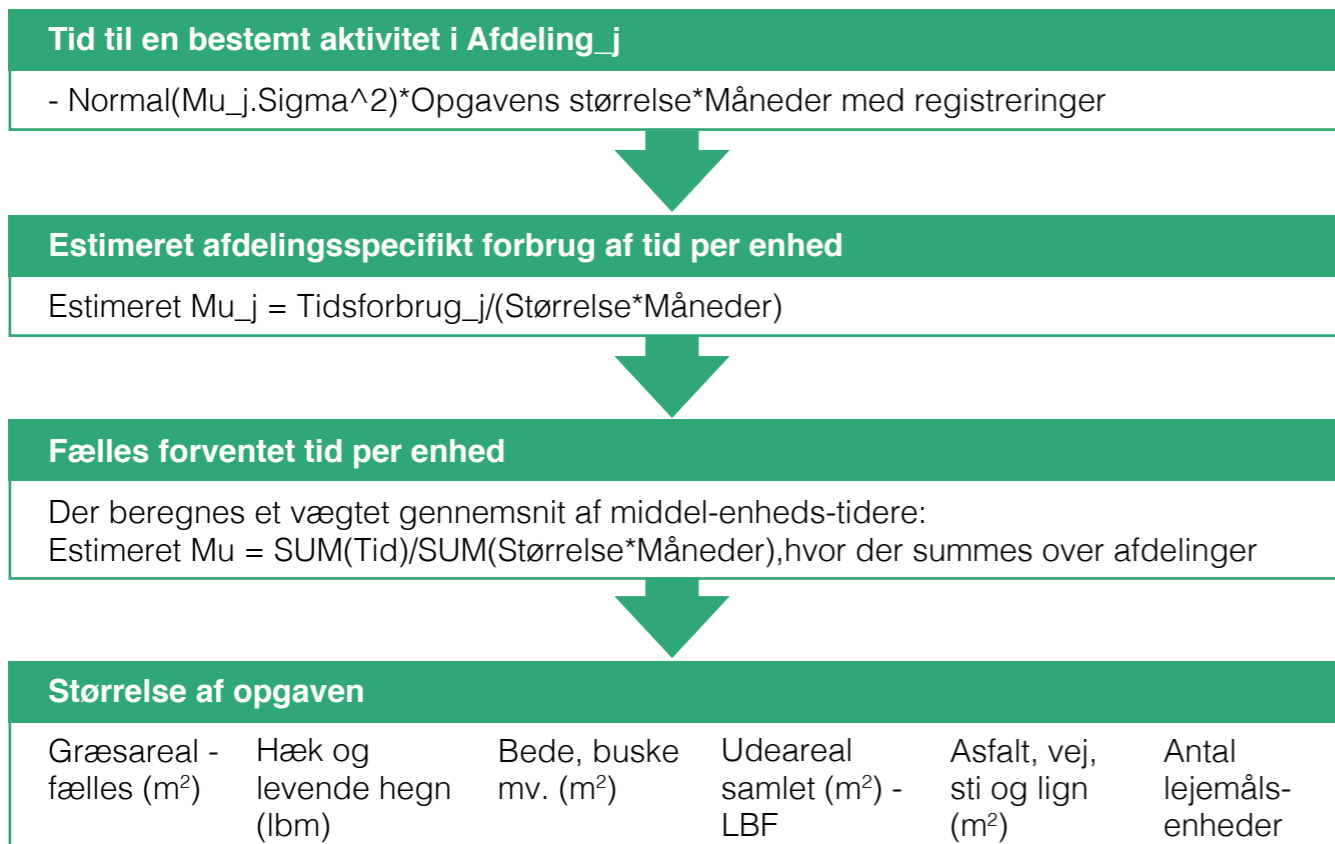 Tid til en bestemt aktivitet i Afdeling_j
- Normal(Mu_j.Sigma^2)*Opgavens størrelse*Måneder med registreringer
Estimeret afdelingsspecifikt forbrug af tid per enhed
Estimeret Mu_j = Tidsforbrug_j/(Størrelse*Måneder)
Fælles forventet tid per enhed
Der beregnes et vægtet gennemsnit af middel-enheds-tidere:
Estimeret Mu = SUM(Tid)/SUM(Størrelse*Måneder),hvor der summes over afdelinger
Størrelse af opgaven
Græsareal -
fælles (m²)
Hæk og
levende hegn
(lbm)
Bede, buske
mv. (m²)
Udeareal
samlet (m²) -
LBF
Asfalt, vej,
sti og lign
(m²)
Antal
lejemåls-
enheder